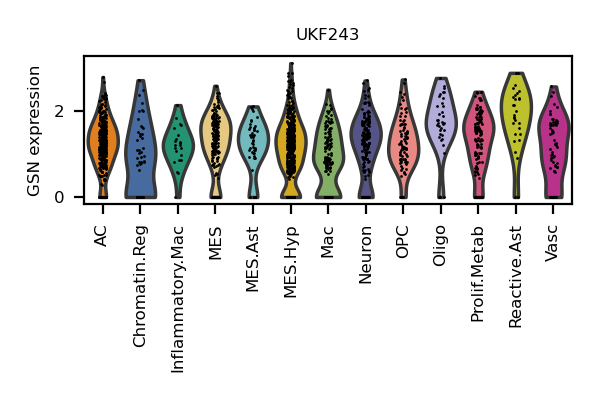 UKF243
GSN expression
2
0
AC
Chromatin.Reg
Inflammatory.Mac
MES
MES.Ast
MES.Hyp
Mac
Neuron
OPC
Oligo
Prolif.Metab
Reactive.Ast
Vasc